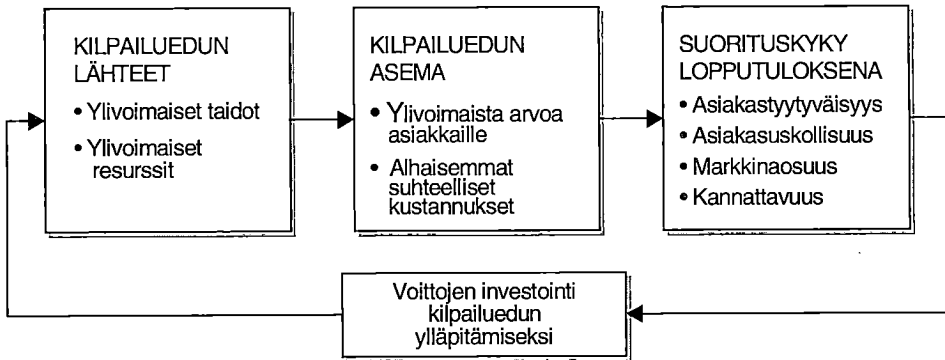 KILPAILUEDUN
LÄHTEET
• Ylivoimaiset taidot
• Ylivoimaiset
resurssit
KILPAILUEDUN
ASEMA
• Ylivoimaista arvoa
asiakkaille
• Alhaisemmat
suhteelliset
kustannukset
SUORITUSKYKY
LOPPUTULOKSENA
• Asiakastyytyväisyys
• Asiakasuskollisuus
• Markkinaosuus
• Kannattavuus
Voittojen investointi
kilpailuedun
ylläpitämiseksi